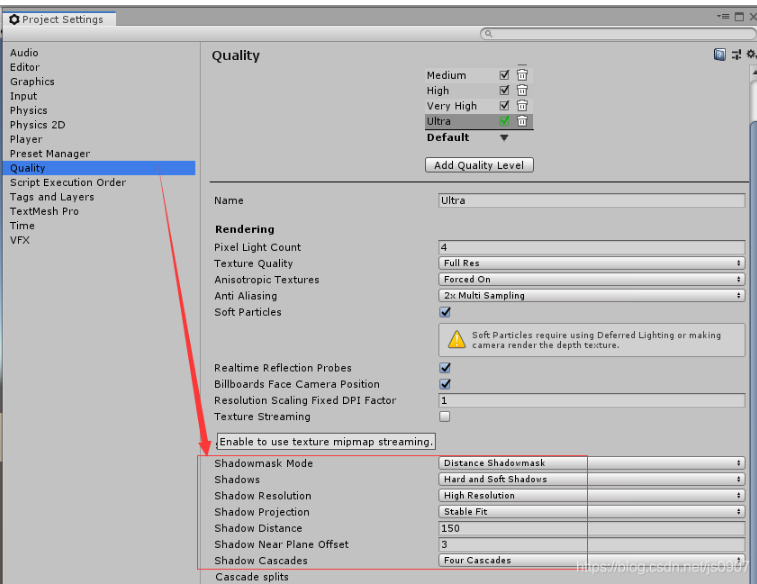 Project Settings
Audio
Editor
Graphics
Input
Physics
Physics 2D
Player
Preset Manager
Quality
Script Execution Order
Tags and Layers
TextMesh Pro
Time
VFX
Quality
Medium
High
Very High
Ultra
Default
Add Quality Level
Name Ultra
Rendering
Pixel Light Count 4
Texture Quality Full Res
Anisotropic Textures Forced On
Anti Aliasing 2x Multi Sampling
Soft Particles
Soft Particles require using Deferred Lighting or making
camera render the depth texture.
Realtime Reflection Probes
Billboards Face Camera Position
Resolution Scaling Fixed DPI Factor 1
Texture Streaming
Enable to use texture mipmap streaming.
Shadowmask Mode Distance Shadowmask
Shadows Hard and Soft Shadows
Shadow Resolution High Resolution
Shadow Projection Stable Fit
Shadow Distance 150
Shadow Near Plane Offset 3
Shadow Cascades Four Cascades
Cascade splits
https://blog.csdn.net/js0907